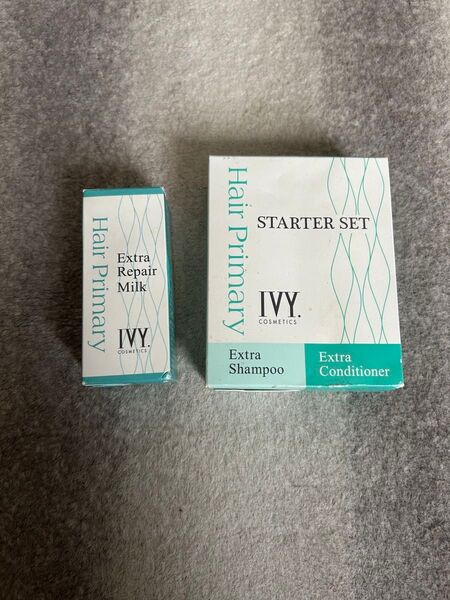 Hair Primary
Extra
Repair
Milk
IVY.
COSMETICS
Hair Primary
STARTER SET
IVY.
COSMETICS
Extra
Shampoo
Extra
Conditioner